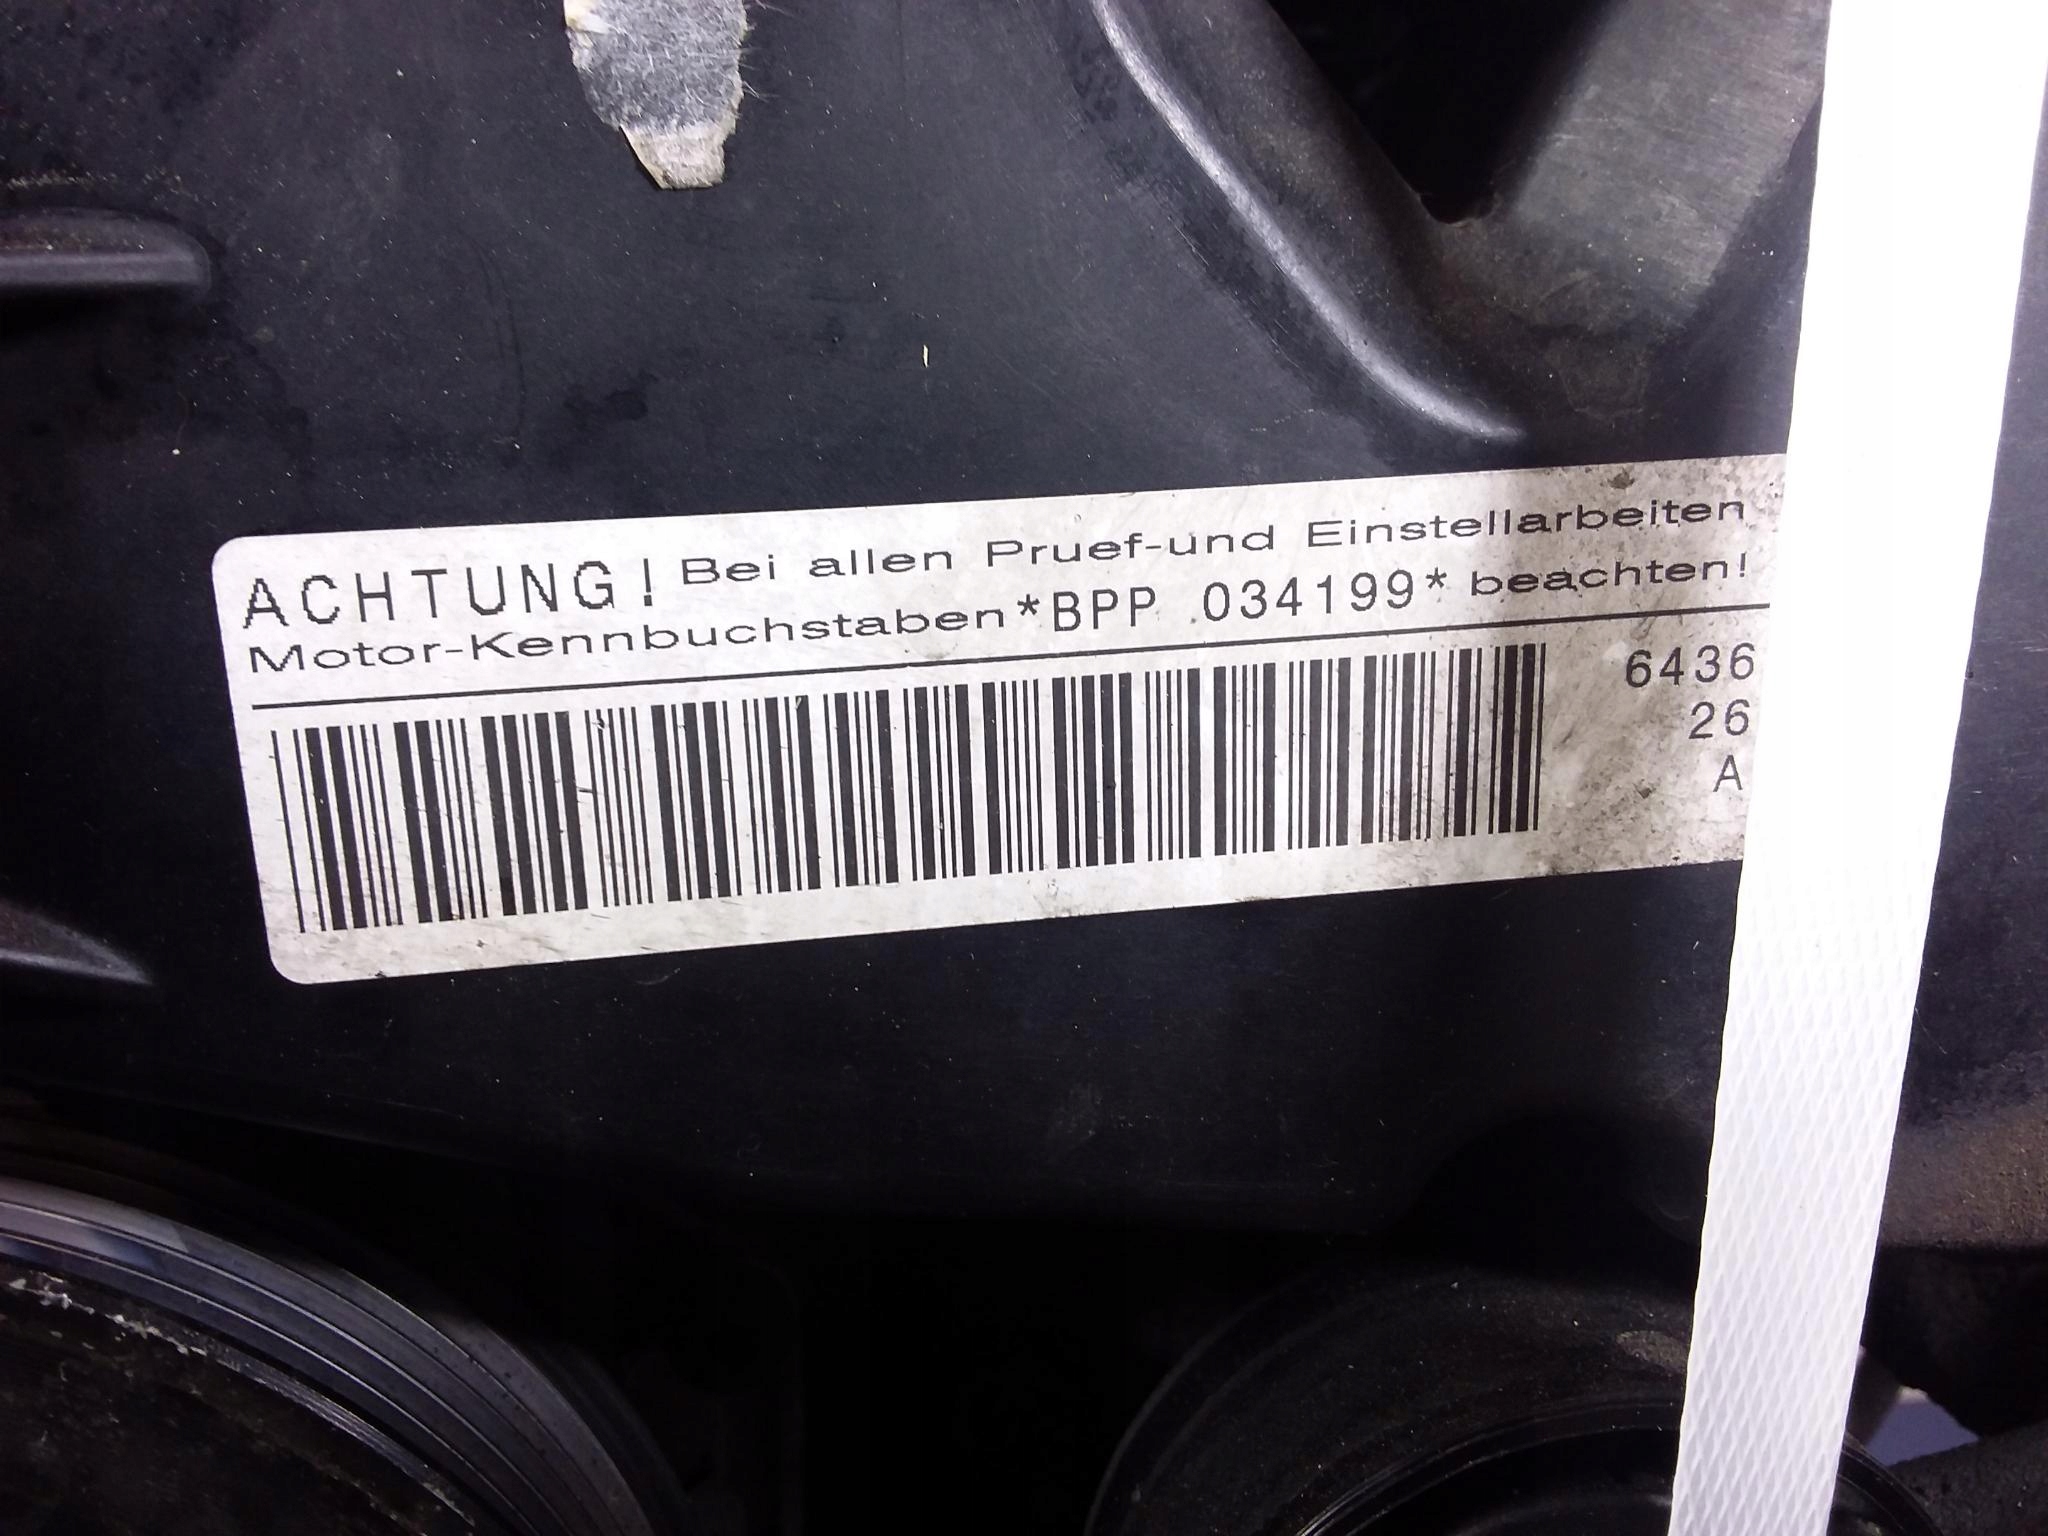 ACHTUNG! Bei allen Pruef-und Einstellarbeiten
Motor-Kennbuchstaben*BPP 034199* beachten!
6436
26
A